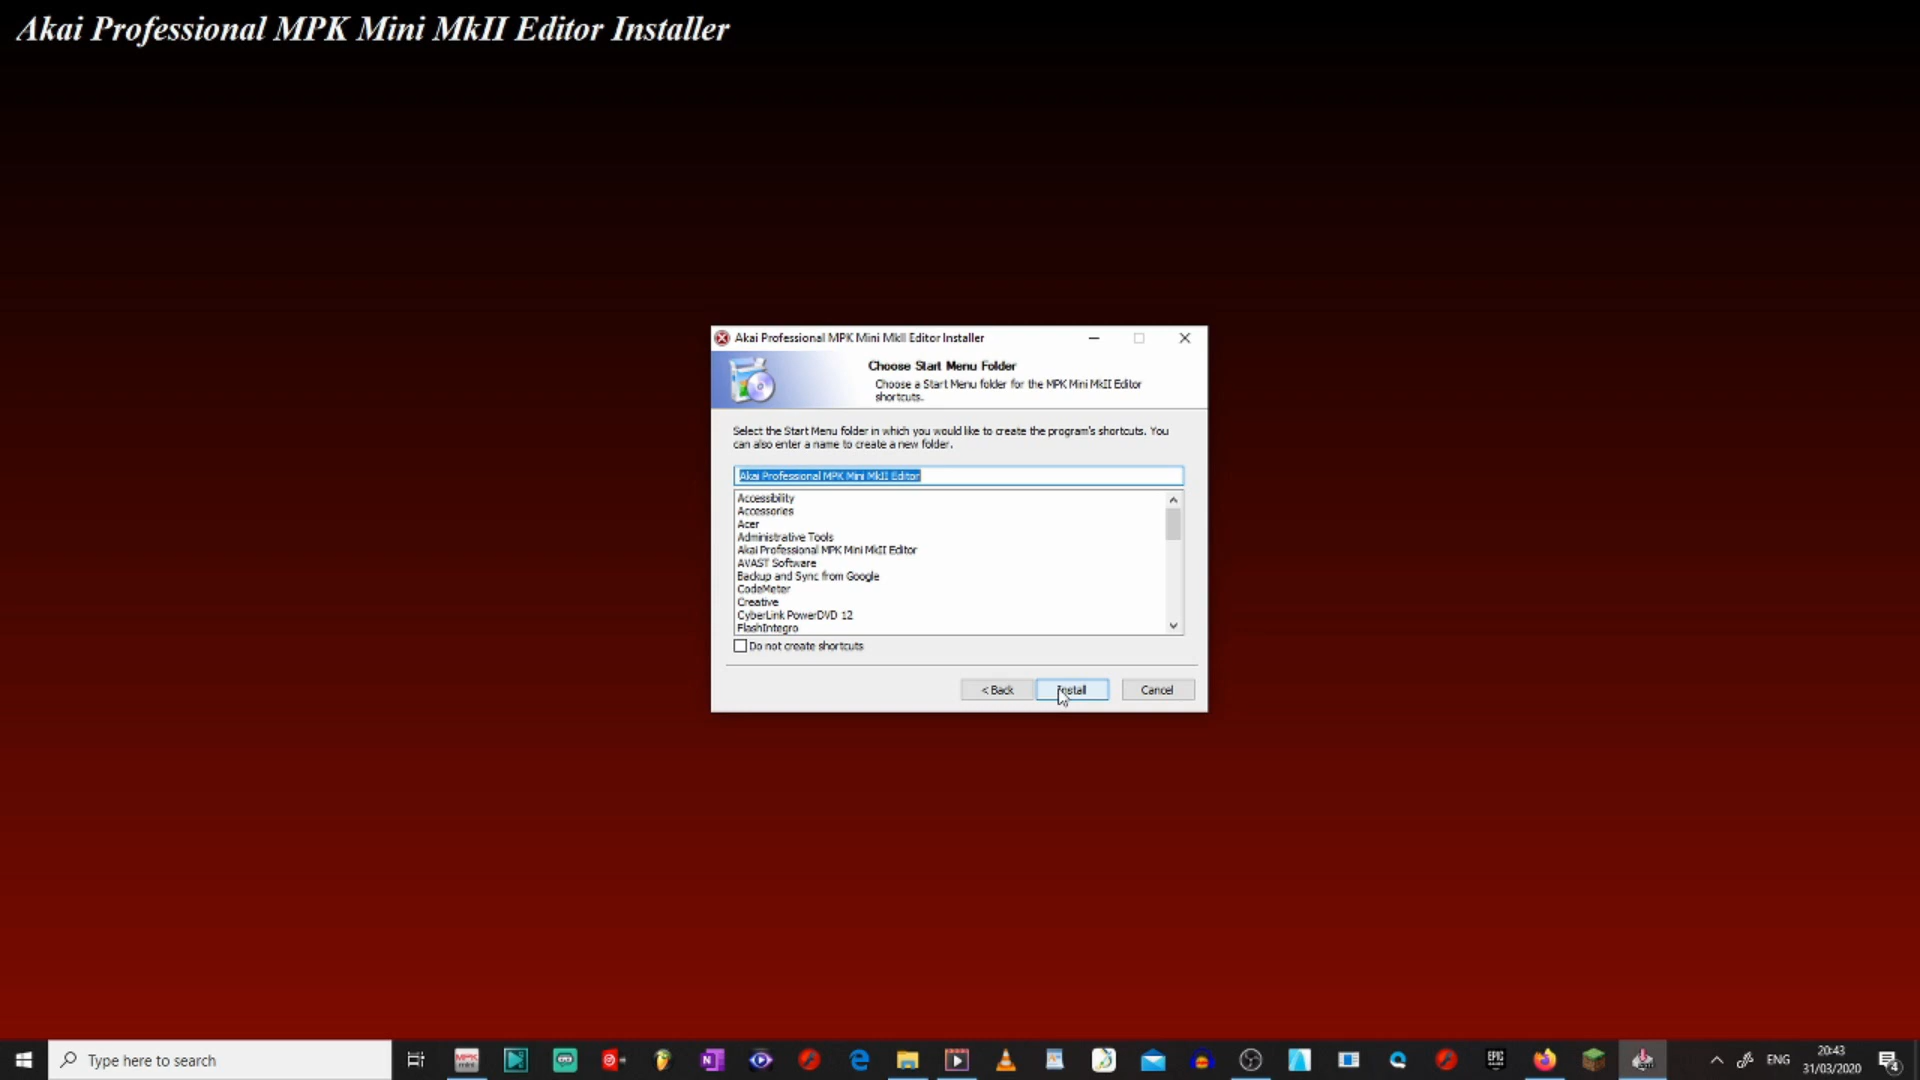 Akai Professional MPK Mini MkII Editor Installer
Akai Professional MPK Mini MkII Editor Installer
Choose Start Menu Folder
Choose a Start Menu folder for the MPK Mini MkII Editor
shortcuts.
Select the Start Menu folder in which you would like to create the program's shortcuts. You
can also enter a name to create a new folder.
Akai Professional MPK Mini MkII Editor
Accessibility
Accessories
Acer
Administrative Tools
Akai Professional MPK Mini MkII Editor
AVAST Software
Backup and Sync from Google
CodeMeter
Creative
CyberLink PowerDVD 12
FlashIntegro
Do not create shortcuts
< Back Install Cancel
Type here to search
ENG
20:43
31/03/2020
4